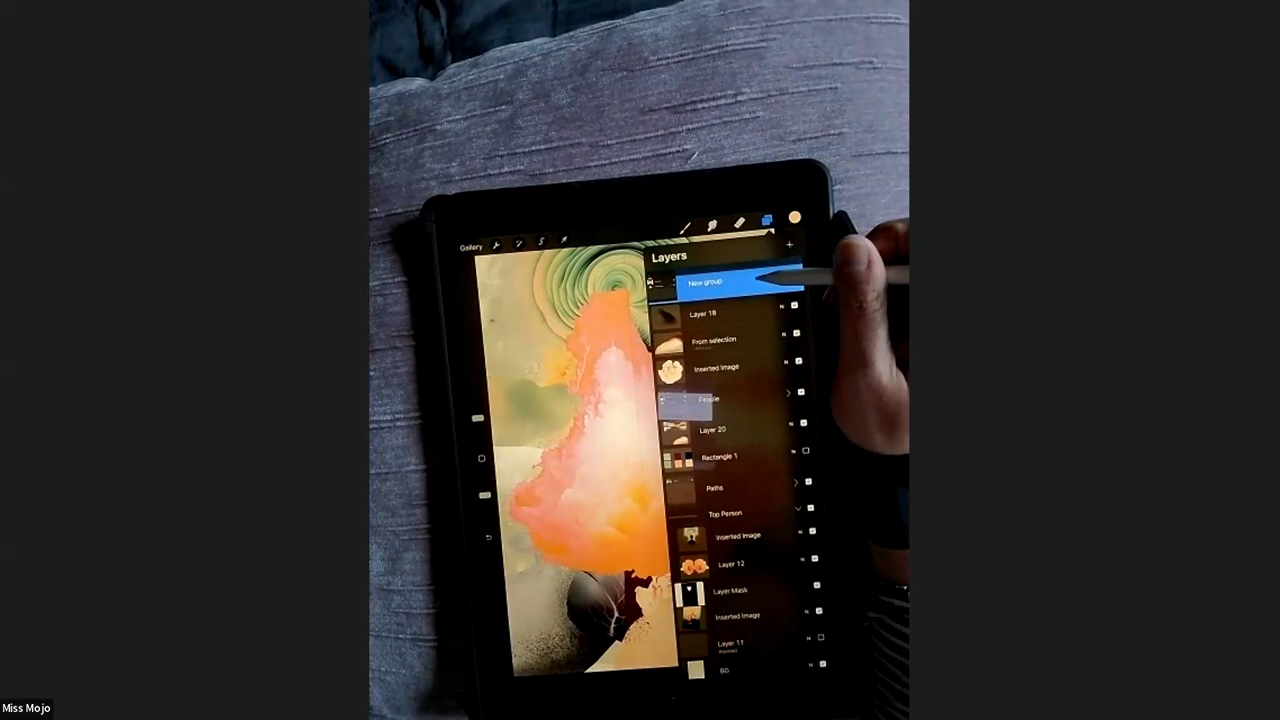 Gallery
Layers
New group
Layer 18
From selection
Inserted Image
People
Layer 20
Rectangle 1
Paths
Top Person
Inserted Image
Layer 12
Layer Mask
Inserted Image
Layer 11
BG
Miss Mojo